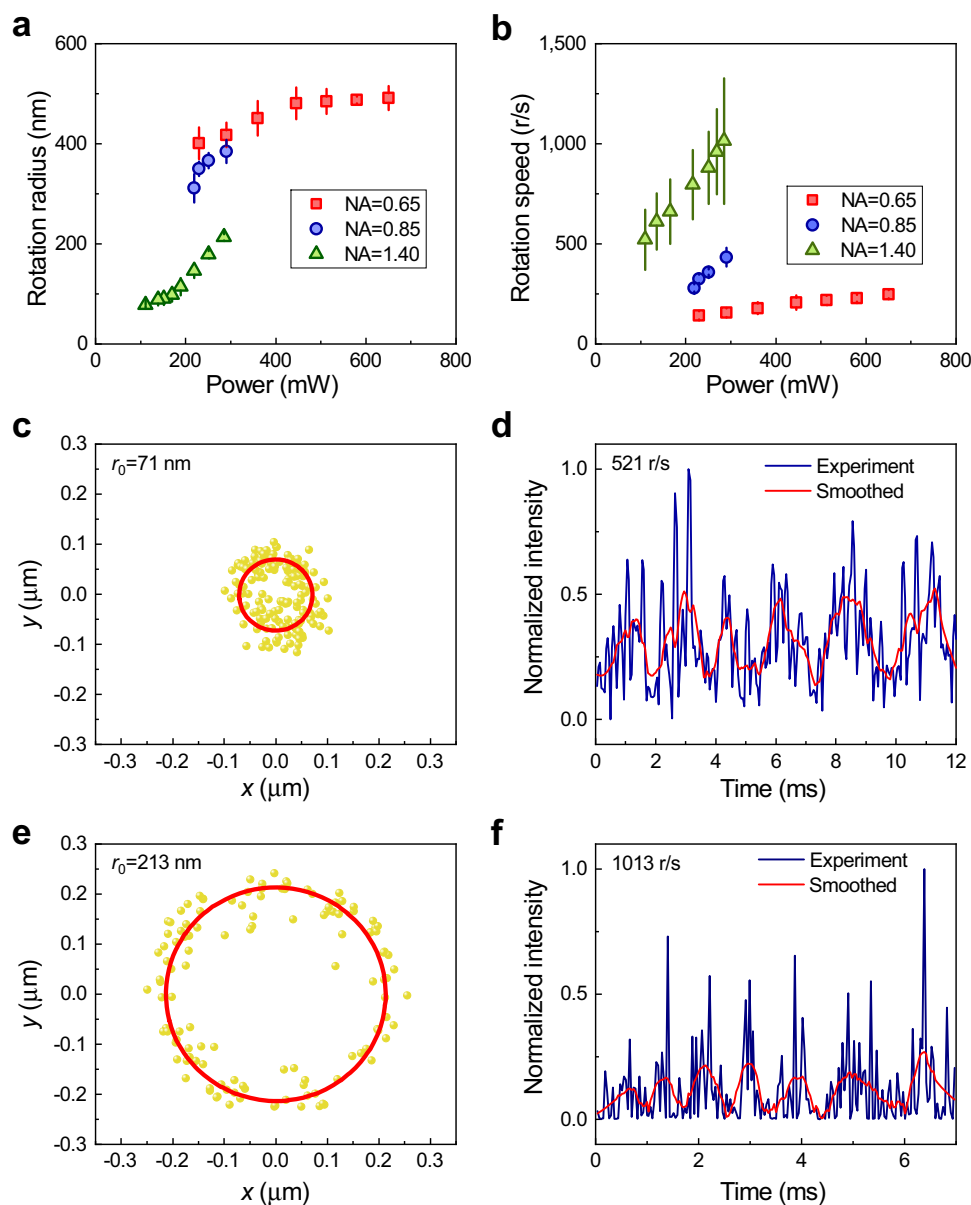 a
600
400
200
0
Rotation radius (nm)
NA=0.65
NA=0.85
NA=1.40
0 200 400 600 800
Power (mW)
b
1,500
1,000
500
0
Rotation speed (r/s)
NA=0.65
NA=0.85
NA=1.40
0 200 400 600 800
Power (mW)
c
0.3
0.2
0.1
0.0
-0.1
-0.2
-0.3
y (μm)
r₀=71 nm
-0.3 -0.2 -0.1 0.0 0.1 0.2 0.3
x (μm)
d
1.0
0.5
0.0
Normalized intensity
521 r/s
Experiment
Smoothed
0 2 4 6 8 10 12
Time (ms)
e
0.3
0.2
0.1
0.0
-0.1
-0.2
-0.3
y (μm)
r₀=213 nm
-0.3 -0.2 -0.1 0.0 0.1 0.2 0.3
x (μm)
f
1.0
0.5
0.0
Normalized intensity
1013 r/s
Experiment
Smoothed
0 2 4 6
Time (ms)